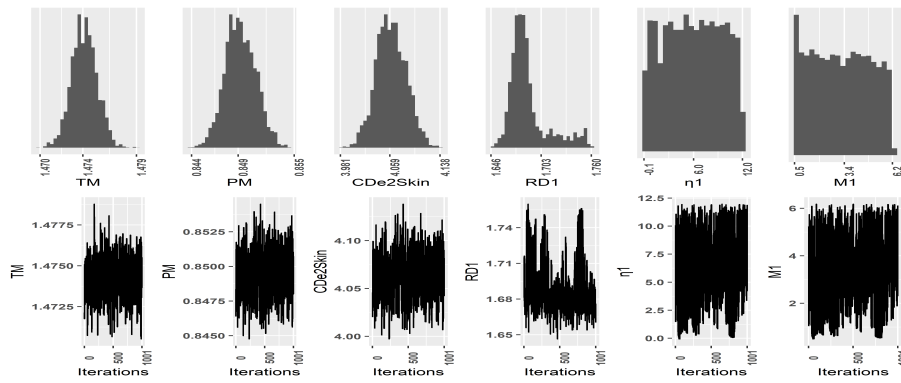 1.470 1.474 1.479
TM
0.844 0.849 0.855
PM
3.981 4.059 4.138
CDe2Skin
1.646 1.703 1.760
RD1
-0.1 6.0 12.0
η1
0.5 3.4 6.2
M1
TM
1.4775
1.4750
1.4725
0 500 1001
Iterations
PM
0.8525
0.8500
0.8475
0.8450
0 500 1001
Iterations
CDe2Skin
4.10
4.05
4.00
0 500 1001
Iterations
RD1
1.74
1.71
1.68
1.65
0 500 1001
Iterations
η1
12.5
10.0
7.5
5.0
2.5
0.0
0 500 1001
Iterations
M1
6
4
2
0 500 1001
Iterations